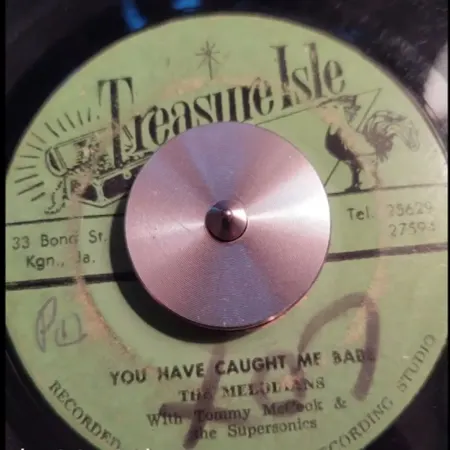 Treasure Isle
33 Bond St.
Kgn., Ja.
Tel. 25629
27594
YOU HAVE CAUGHT ME BABE
THE MELODIANS
With Tommy McCook &
the Supersonics
RECORDED
RECORDING STUDIO